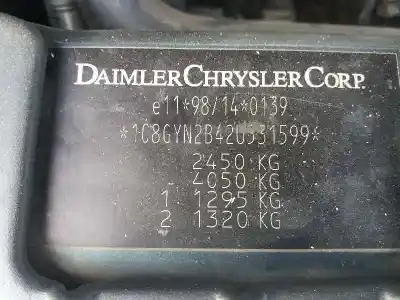 DAIMLERCHRYSLER CORP.
e11*98/14*0139
*1C8GYN2B42U531599*
2450 KG
4050 KG
1 1295 KG
2 1320 KG